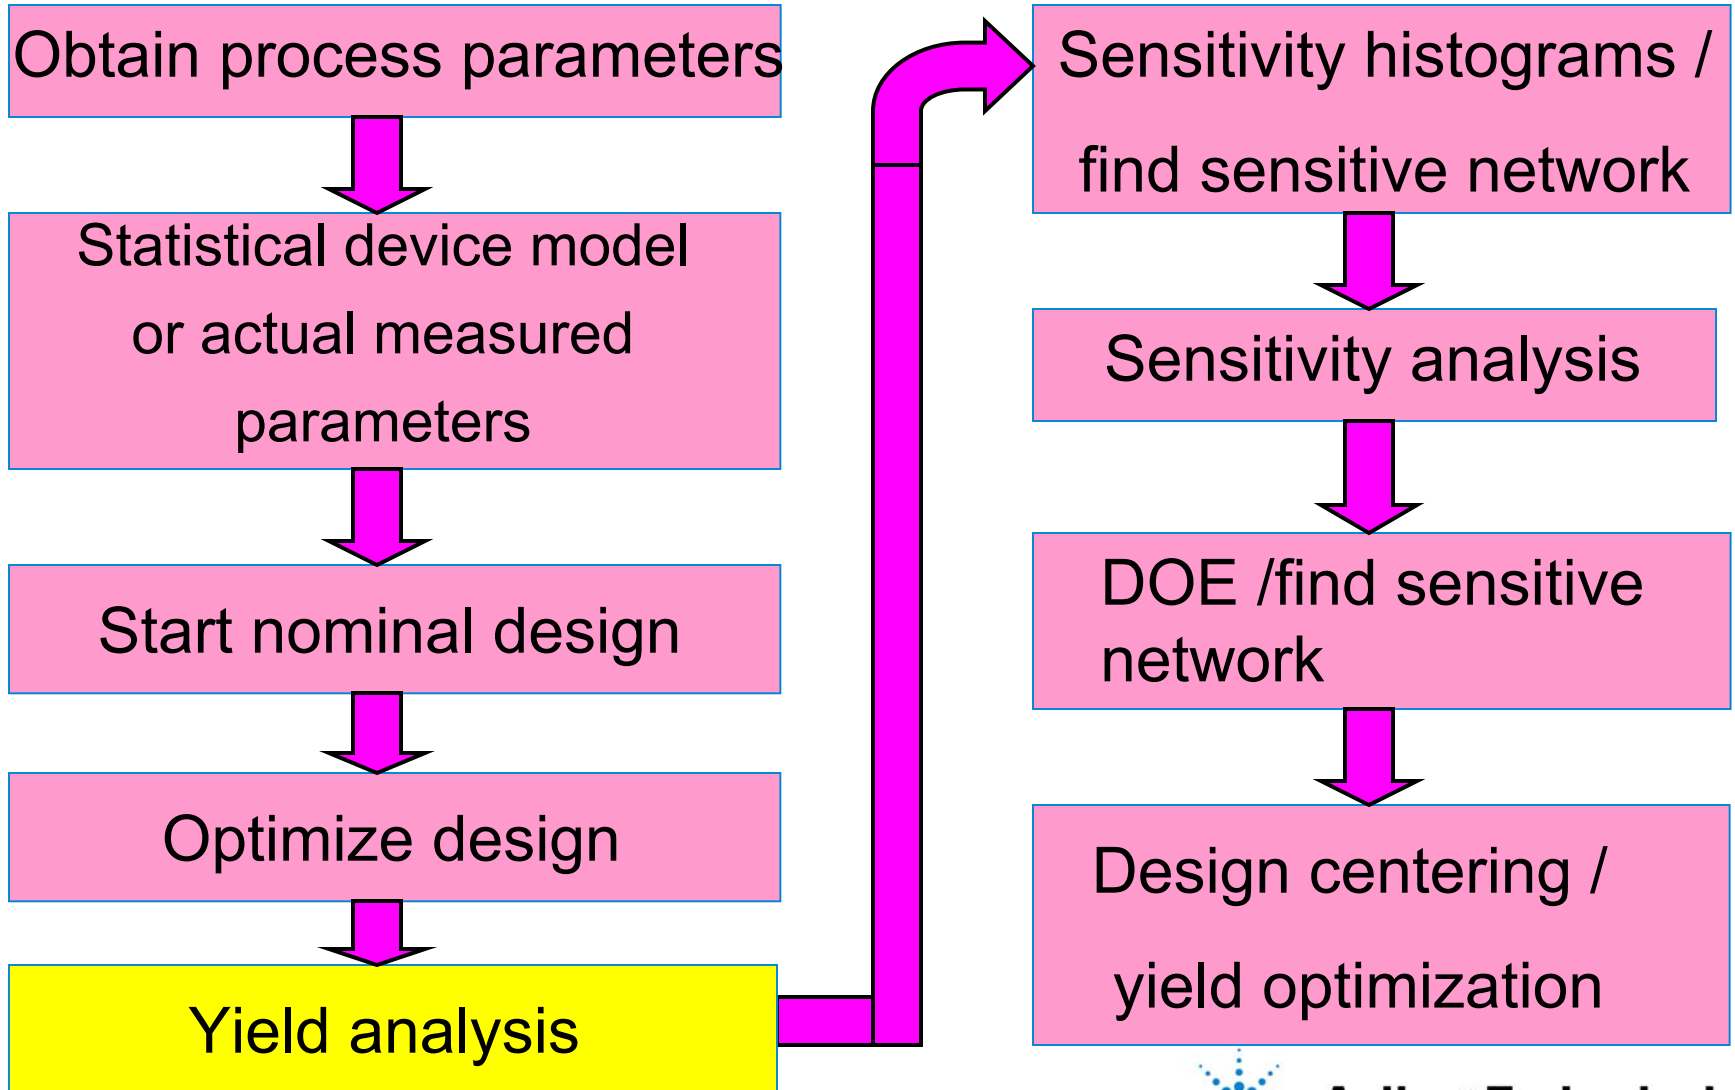 Obtain process parameters
Statistical device model
or actual measured
parameters
Start nominal design
Optimize design
Yield analysis
Sensitivity histograms /
find sensitive network
Sensitivity analysis
DOE /find sensitive
network
Design centering /
yield optimization